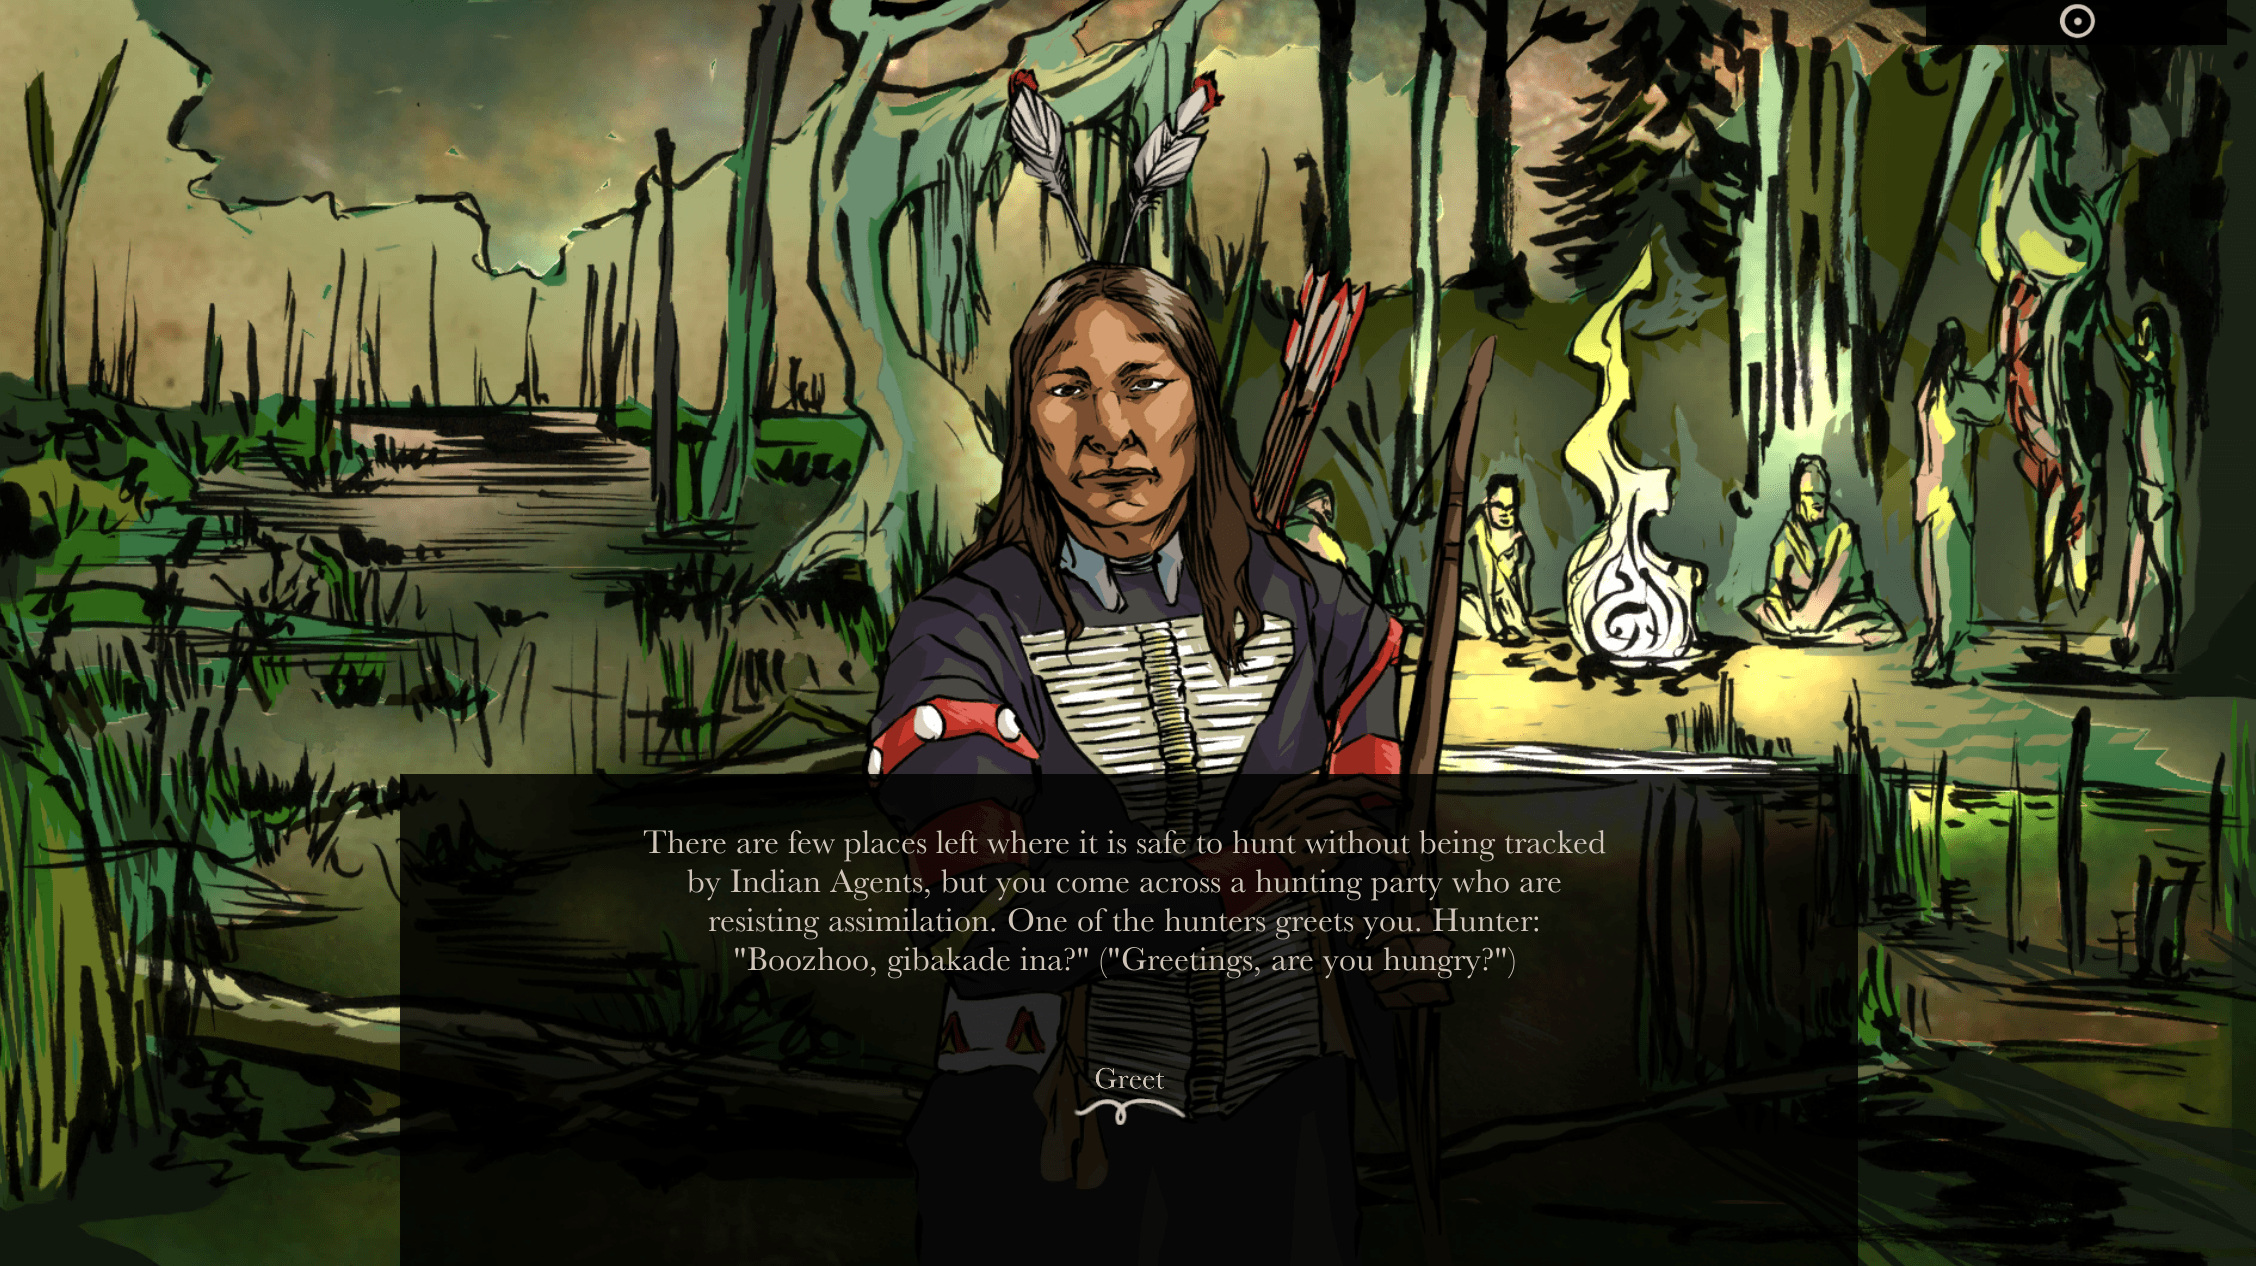 There are few places left where it is safe to hunt without being tracked
by Indian Agents, but you come across a hunting party who are
resisting assimilation. One of the hunters greets you. Hunter:
"Boozhoo, gibakade ina?" ("Greetings, are you hungry?")
Greet